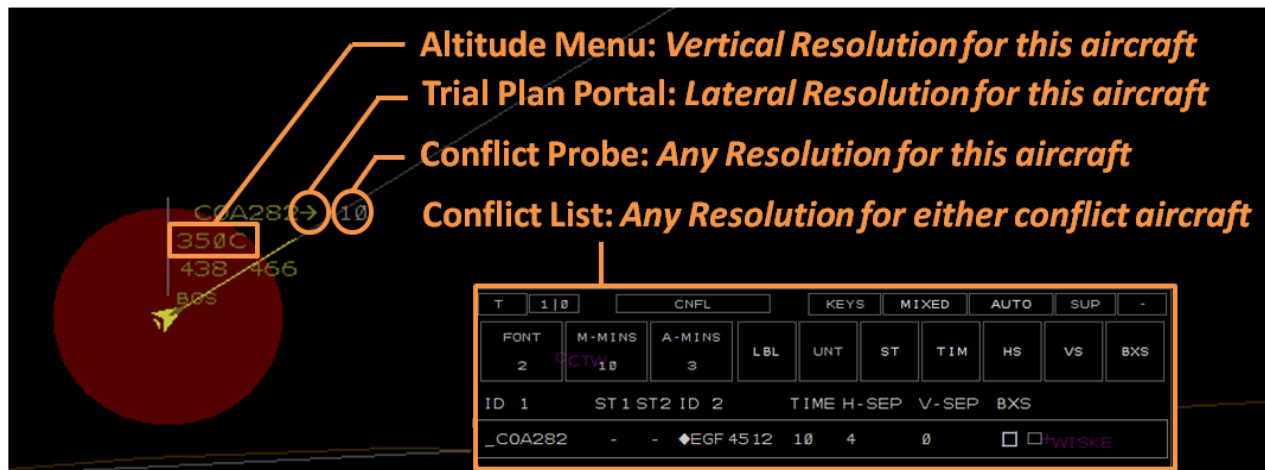 Altitude Menu: Vertical Resolution for this aircraft
Trial Plan Portal: Lateral Resolution for this aircraft
Conflict Probe: Any Resolution for this aircraft
Conflict List: Any Resolution for either conflict aircraft
COA282→ 10
350C
438 466
BOS
T 1|0 CNFL KEYS MIXED AUTO SUP -
FONT M-MINS A-MINS LBL UNT ST TIM HS VS BXS
2 10 3
CTW
ID 1 ST1 ST2 ID 2 TIME H-SEP V-SEP BXS
_COA282 - - ◆EGF4512 10 4 0
WISKE